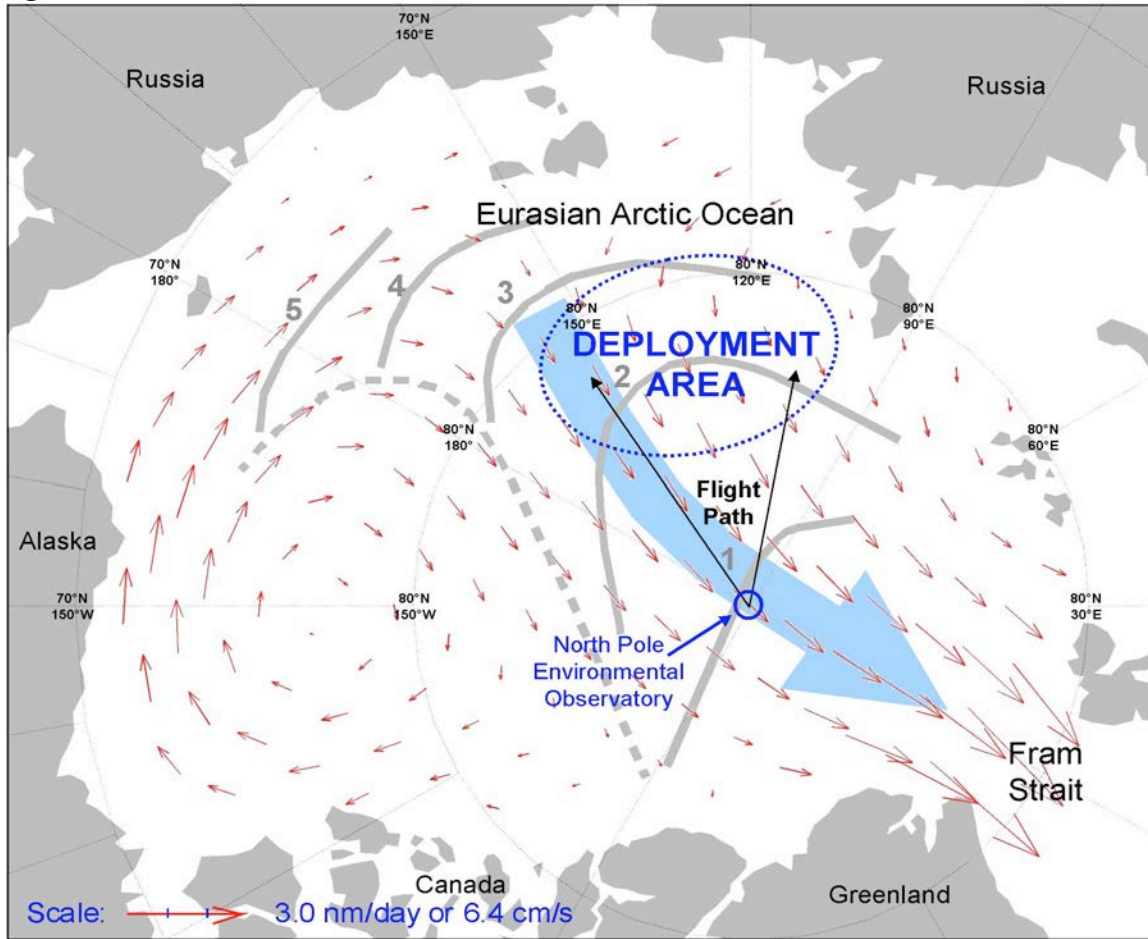 70°N
150°E
Russia
Russia
Eurasian Arctic Ocean
70°N
180°
5
4
3
80°N
150°E
80°N
120°E
80°N
90°E
DEPLOYMENT
AREA
2
80°N
180°
80°N
60°E
Flight
Path
Alaska
1
70°N
150°W
80°N
150°W
80°N
30°E
North Pole
Environmental
Observatory
Fram
Strait
Canada
Greenland
Scale:
3.0 nm/day or 6.4 cm/s